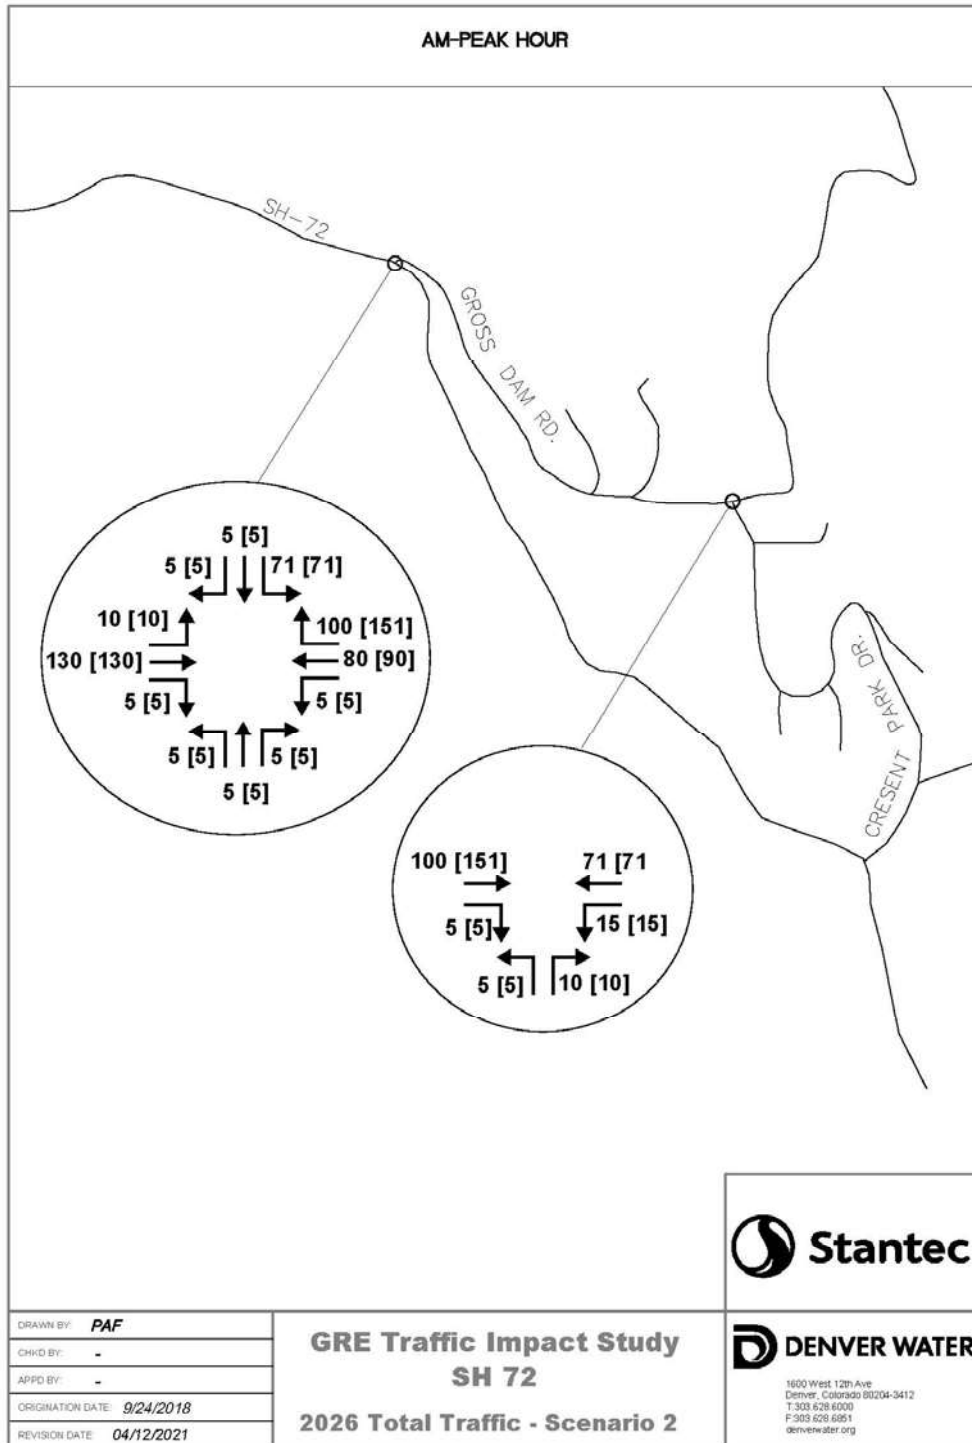 AM-PEAK HOUR
SH-72
GROSS DAM RD.
5 [5]
5 [5]
71 [71]
10 [10]
100 [151]
130 [130]
80 [90]
5 [5]
5 [5]
5 [5]
5 [5]
5 [5]
CRESENT PARK DR.
100 [151]
71 [71
5 [5]
15 [15]
5 [5]
10 [10]
Stantec
DRAWN BY: PAF
CHKD BY: -
APPD BY: -
ORIGINATION DATE: 9/24/2018
REVISION DATE: 04/12/2021
GRE Traffic Impact Study
SH 72
2026 Total Traffic - Scenario 2
DENVER WATER
1600 West 12th Ave
Denver, Colorado 80204-3412
T:303.628.6000
F:303.628.6851
denverwater.org